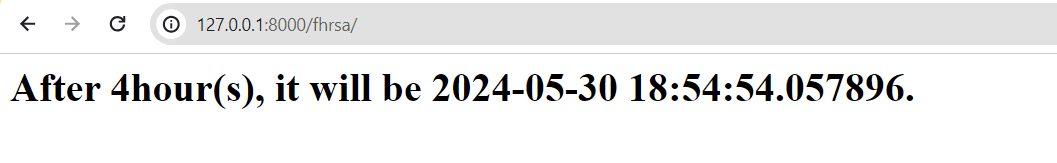 127.0.0.1:8000/fhrsa/
After 4hour(s), it will be 2024-05-30 18:54:54.057896.